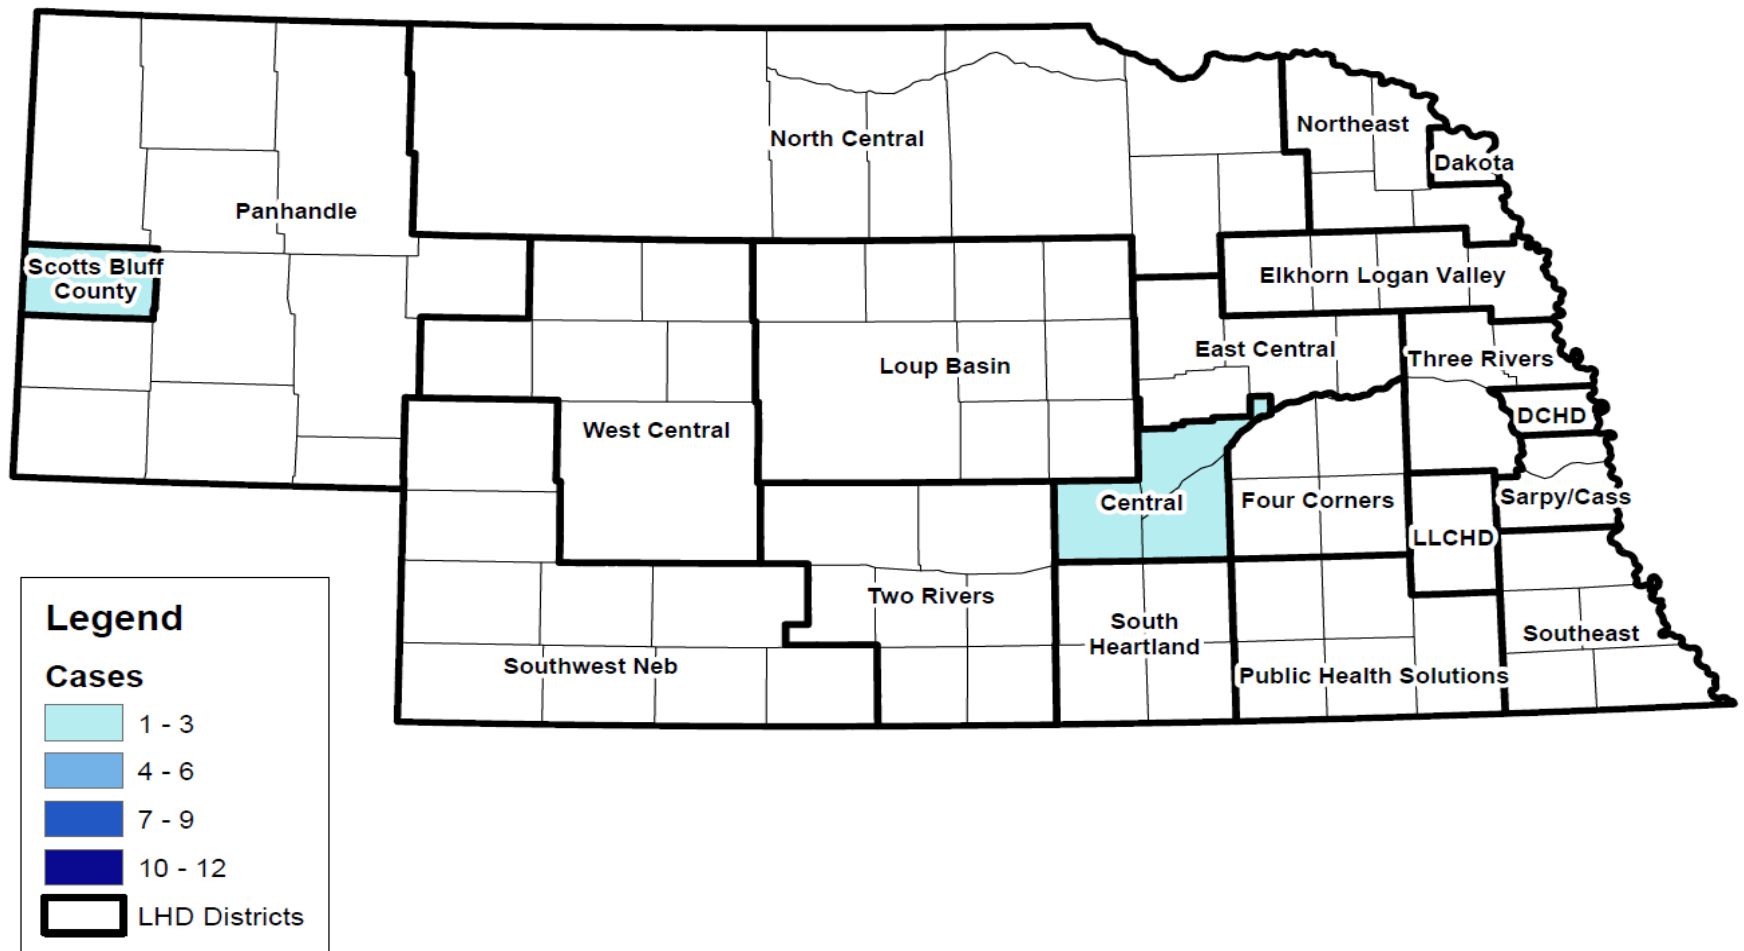 North Central
Northeast
Dakota
Panhandle
Scotts Bluff
County
Elkhorn Logan Valley
East Central
Three Rivers
Loup Basin
DCHD
West Central
Central
Four Corners
Sarpy/Cass
LLCHD
Two Rivers
South
Heartland
Southeast
Southwest Neb
Public Health Solutions
Legend
Cases
1 - 3
4 - 6
7 - 9
10 - 12
LHD Districts